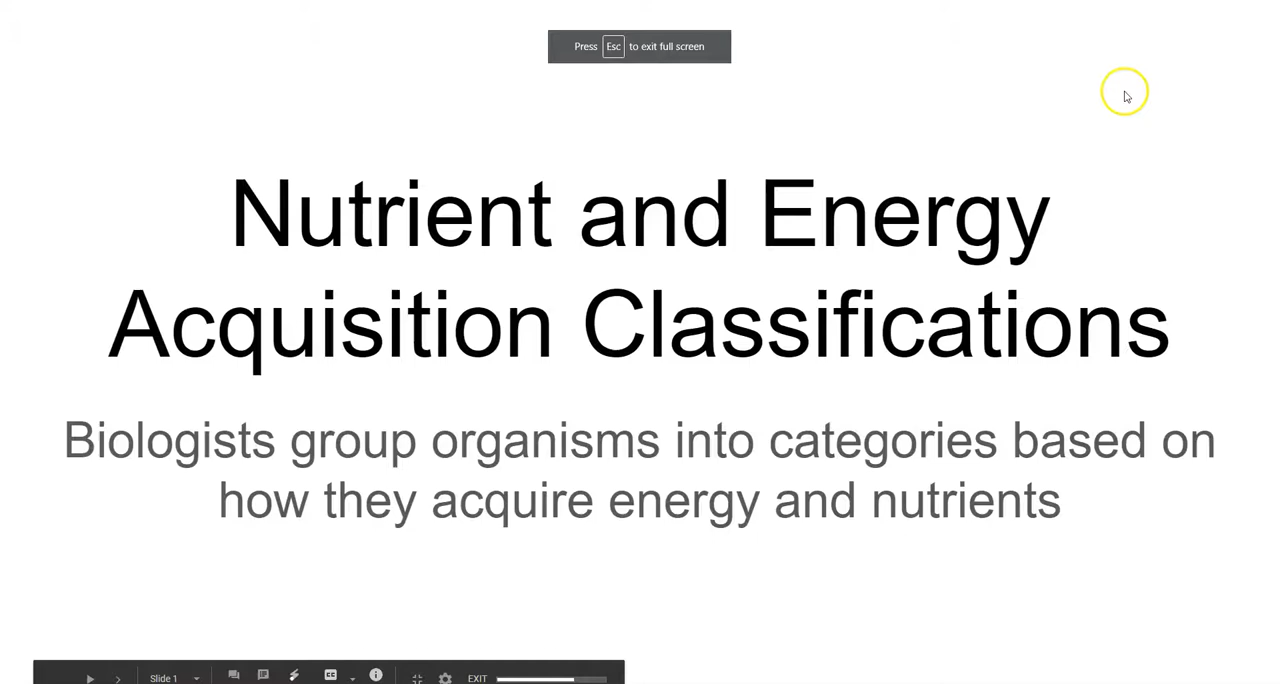 Press Esc to exit full screen
Nutrient and Energy
Acquisition Classifications
Biologists group organisms into categories based on
how they acquire energy and nutrients
Slide 1 CC EXIT